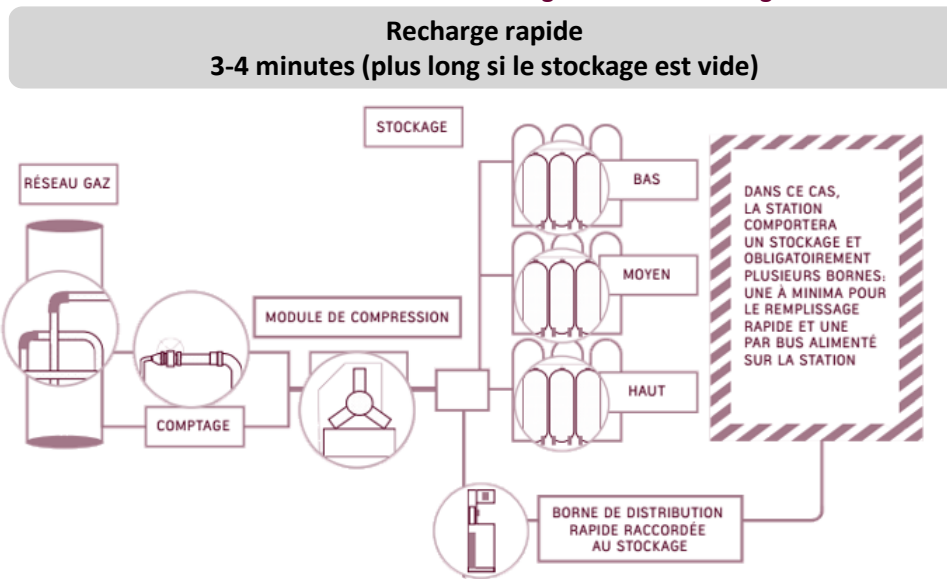 Recharge rapide
3-4 minutes (plus long si le stockage est vide)
STOCKAGE
RÉSEAU GAZ
BAS
MOYEN
MODULE DE COMPRESSION
HAUT
COMPTAGE
DANS CE CAS,
LA STATION
COMPORTERA
UN STOCKAGE ET
OBLIGATOIREMENT
PLUSIEURS BORNES:
UNE À MINIMA POUR
LE REMPLISSAGE
RAPIDE ET UNE
PAR BUS ALIMENTÉ
SUR LA STATION
BORNE DE DISTRIBUTION
RAPIDE RACCORDÉE
AU STOCKAGE